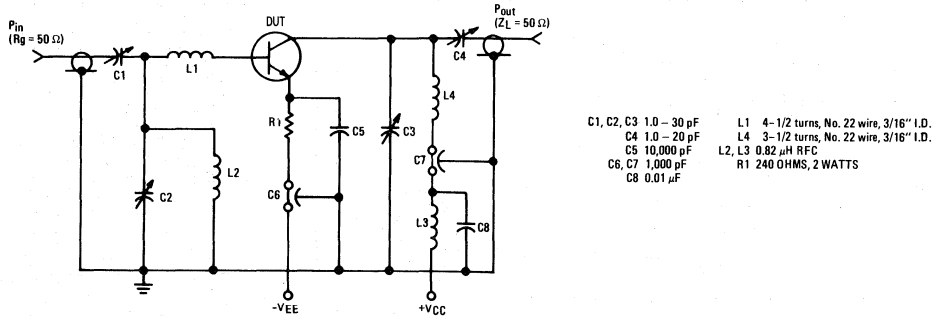 Pin
(Rg = 50 Ω)
DUT
Pout
(ZL = 50 Ω)
C1
L1
C4
L4
R1
C5
C3
C7
L2
C2
C6
L3
C8
-VEE
+VCC
C1, C2, C3 1.0 – 30 pF L1 4-1/2 turns, No. 22 wire, 3/16" I.D.
C4 1.0 – 20 pF L4 3-1/2 turns, No. 22 wire, 3/16" I.D.
C5 10,000 pF L2, L3 0.82 μH RFC
C6, C7 1,000 pF R1 240 OHMS, 2 WATTS
C8 0.01 μF